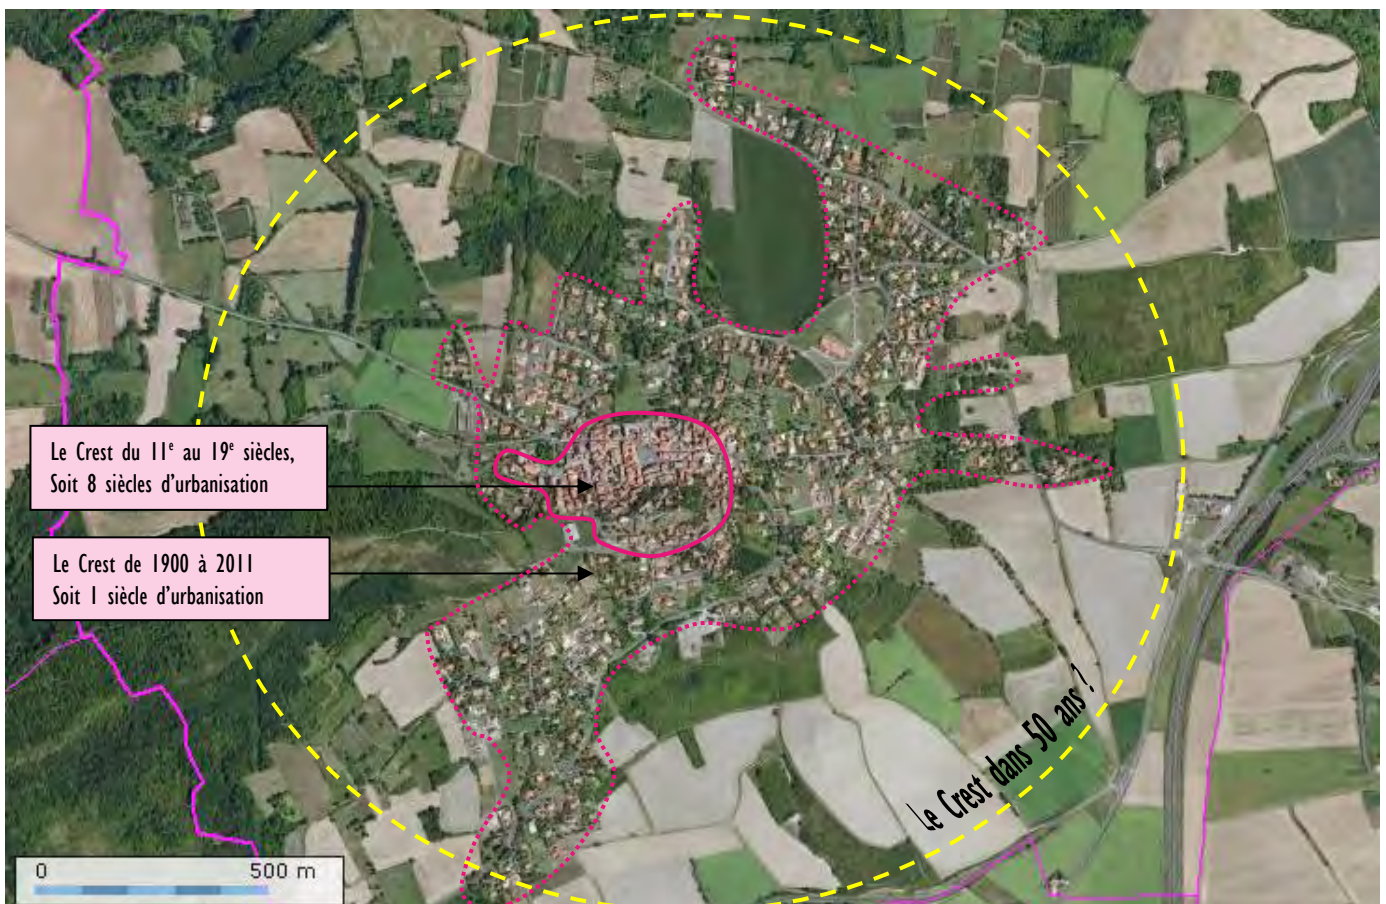 Le Crest du 11ᵉ au 19ᵉ siècles,
Soit 8 siècles d'urbanisation
Le Crest de 1900 à 2011
Soit 1 siècle d'urbanisation
Le Crest dans 50 ans ?
0 500 m